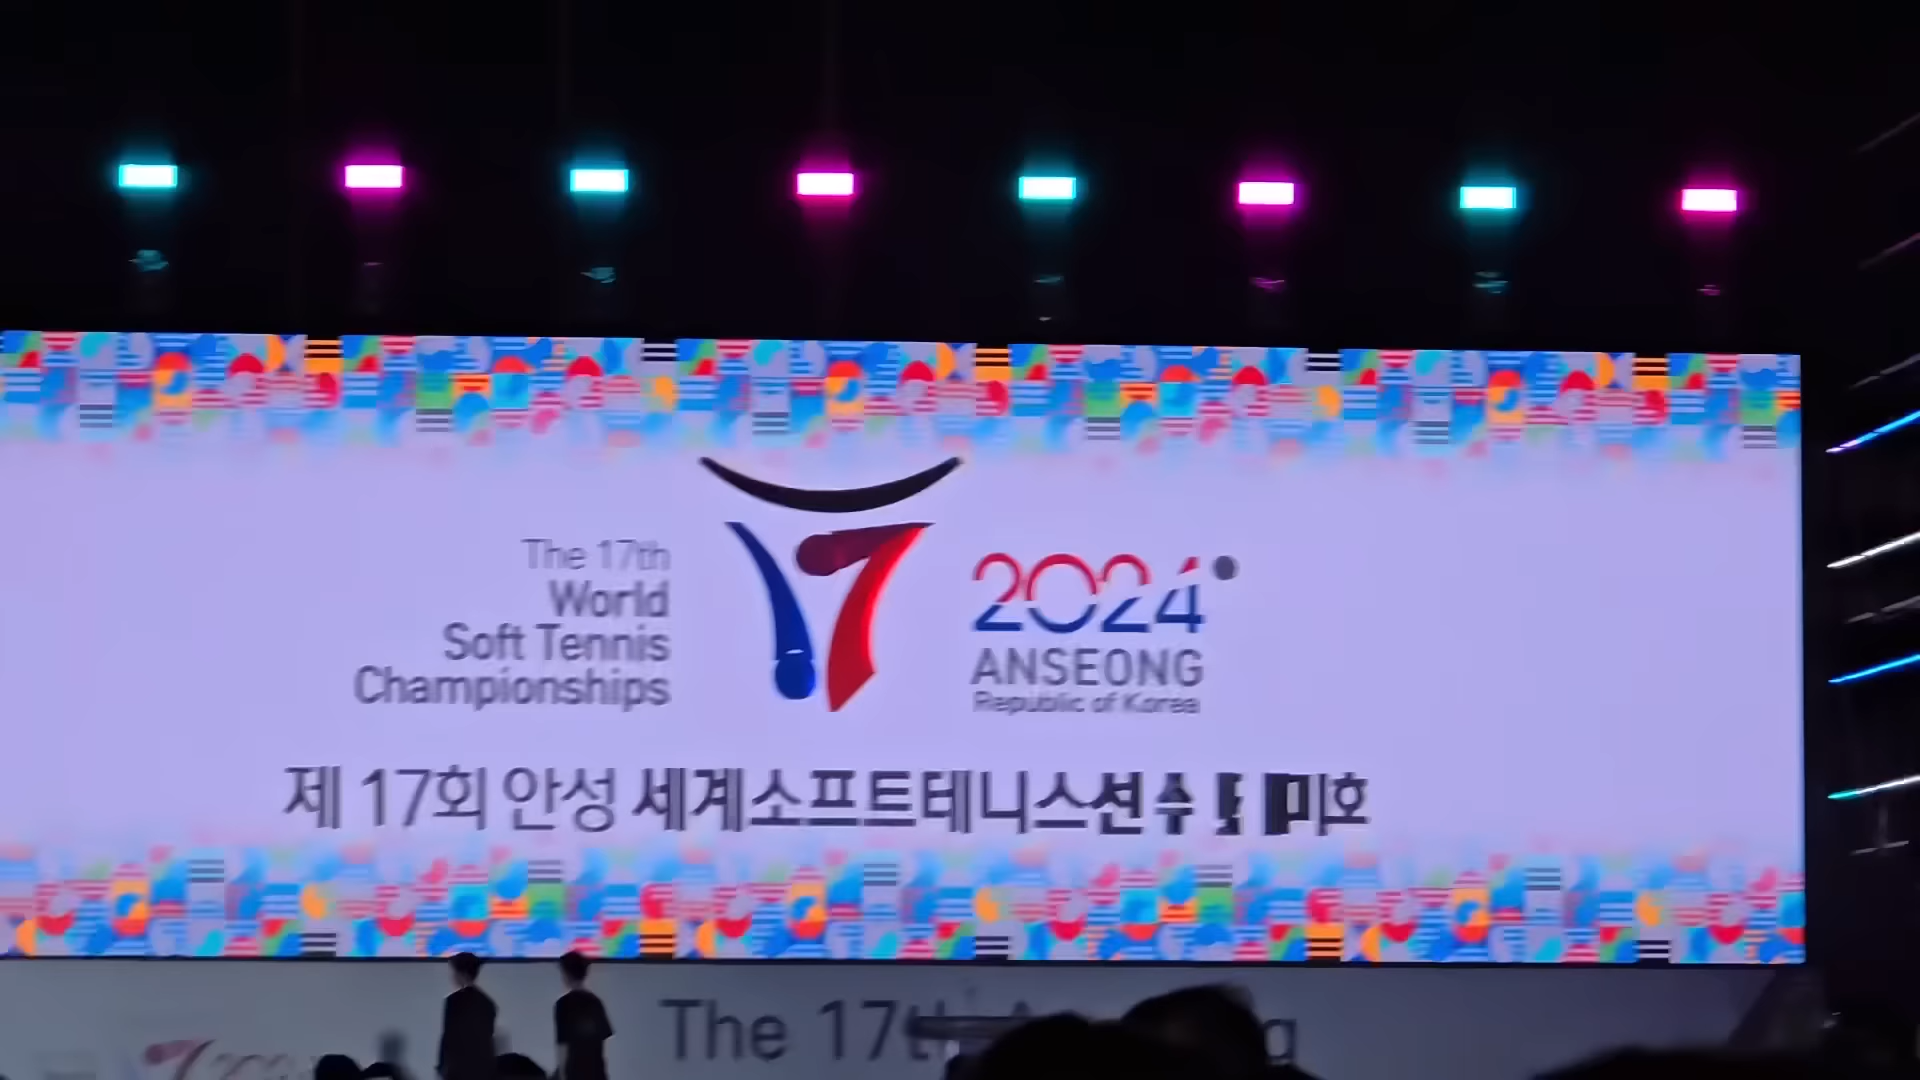 The 17th
World
Soft Tennis
Championships
17
2024
ANSEONG
Republic of Korea
제 17회 안성 세계소프트테니스선수
The 17th